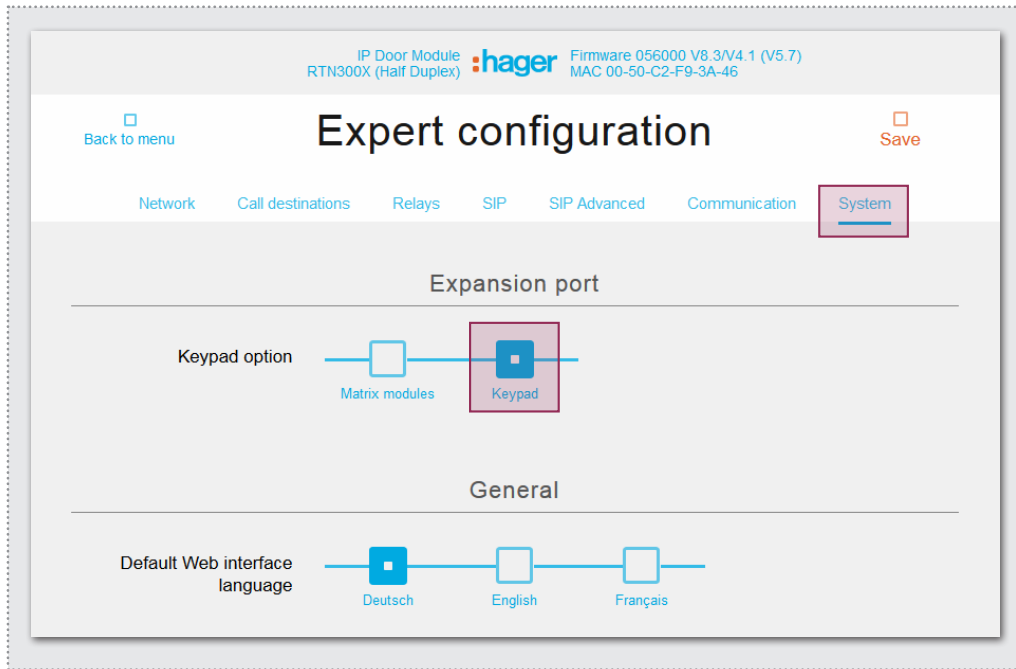 IP Door Module
RTN300X (Half Duplex)
:hager
Firmware 056000 V8.3/V4.1 (V5.7)
MAC 00-50-C2-F9-3A-46
Back to menu
Expert configuration
Save
Network Call destinations Relays SIP SIP Advanced Communication System
Expansion port
Keypad option
Matrix modules Keypad
General
Default Web interface
language
Deutsch English Français